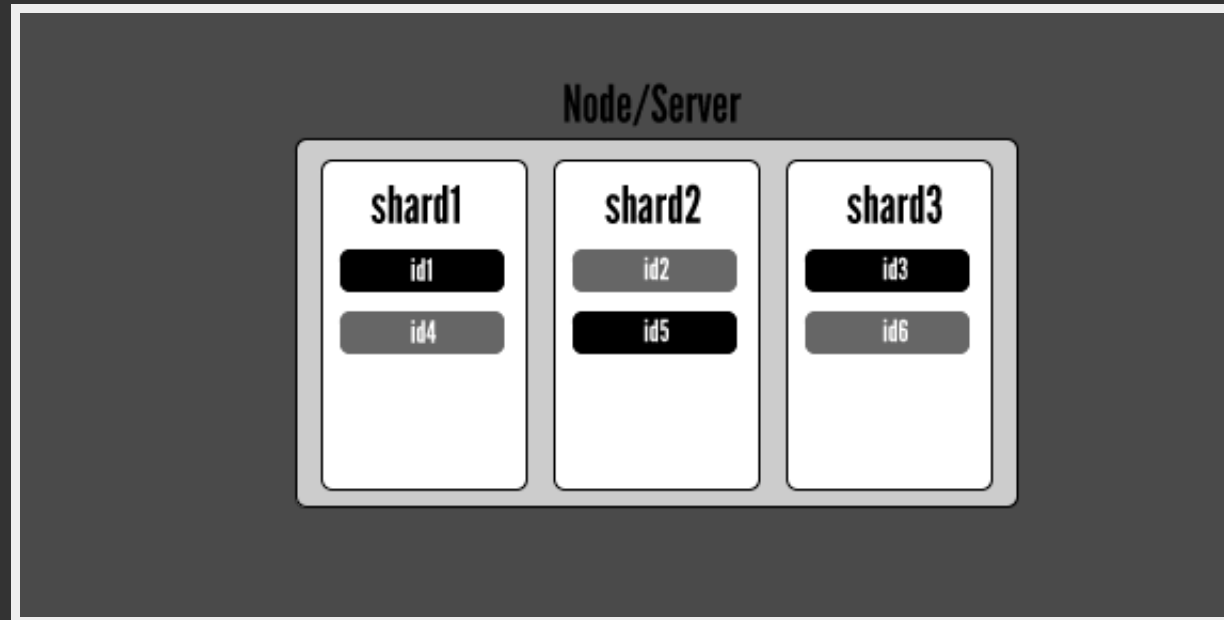 Node/Server
shard1
id1
id4
shard2
id2
id5
shard3
id3
id6